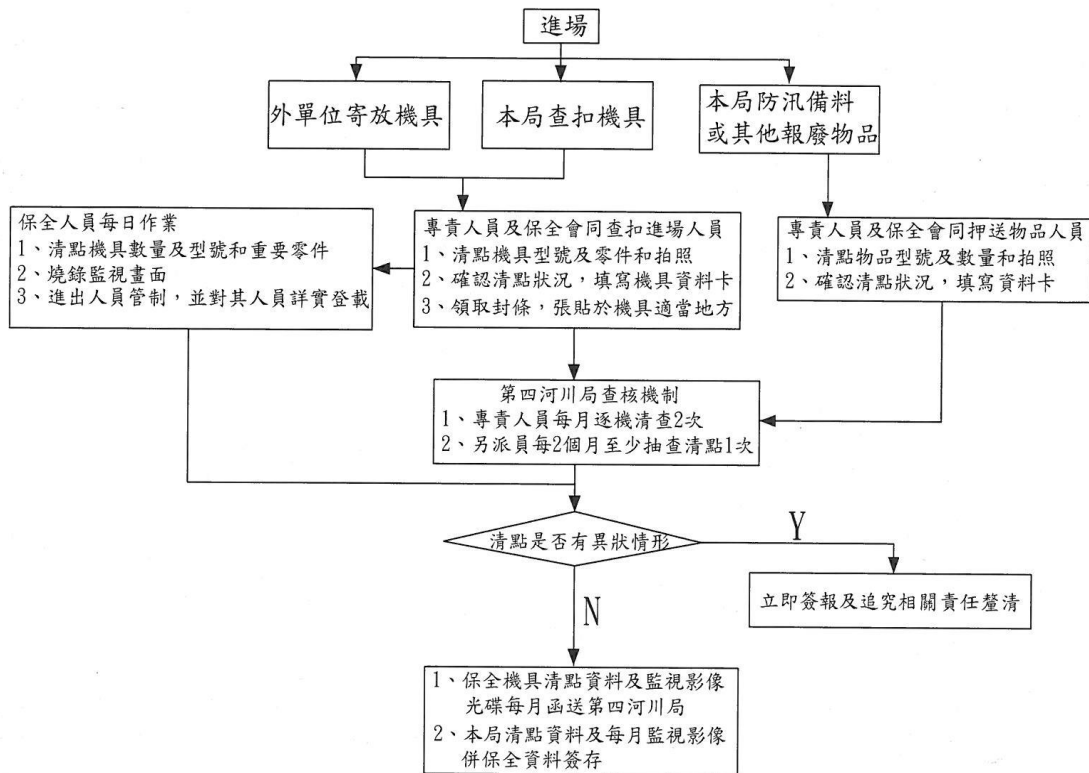 進場
外單位寄放機具
本局查扣機具
本局防汛備料
或其他報廢物品
保全人員每日作業
1、清點機具數量及型號和重要零件
2、燒錄監視畫面
3、進出人員管制，並對其人員詳實登載
專責人員及保全會同查扣進場人員
1、清點機具型號及零件和拍照
2、確認清點狀況，填寫機具資料卡
3、領取封條，張貼於機具適當地方
專責人員及保全會同押送物品人員
1、清點物品型號及數量和拍照
2、確認清點狀況，填寫資料卡
第四河川局查核機制
1、專責人員每月逐機清查2次
2、另派員每2個月至少抽查清點1次
清點是否有異狀情形
Y
立即簽報及追究相關責任釐清
N
1、保全機具清點資料及監視影像
光碟每月函送第四河川局
2、本局清點資料及每月監視影像
併保全資料簽存